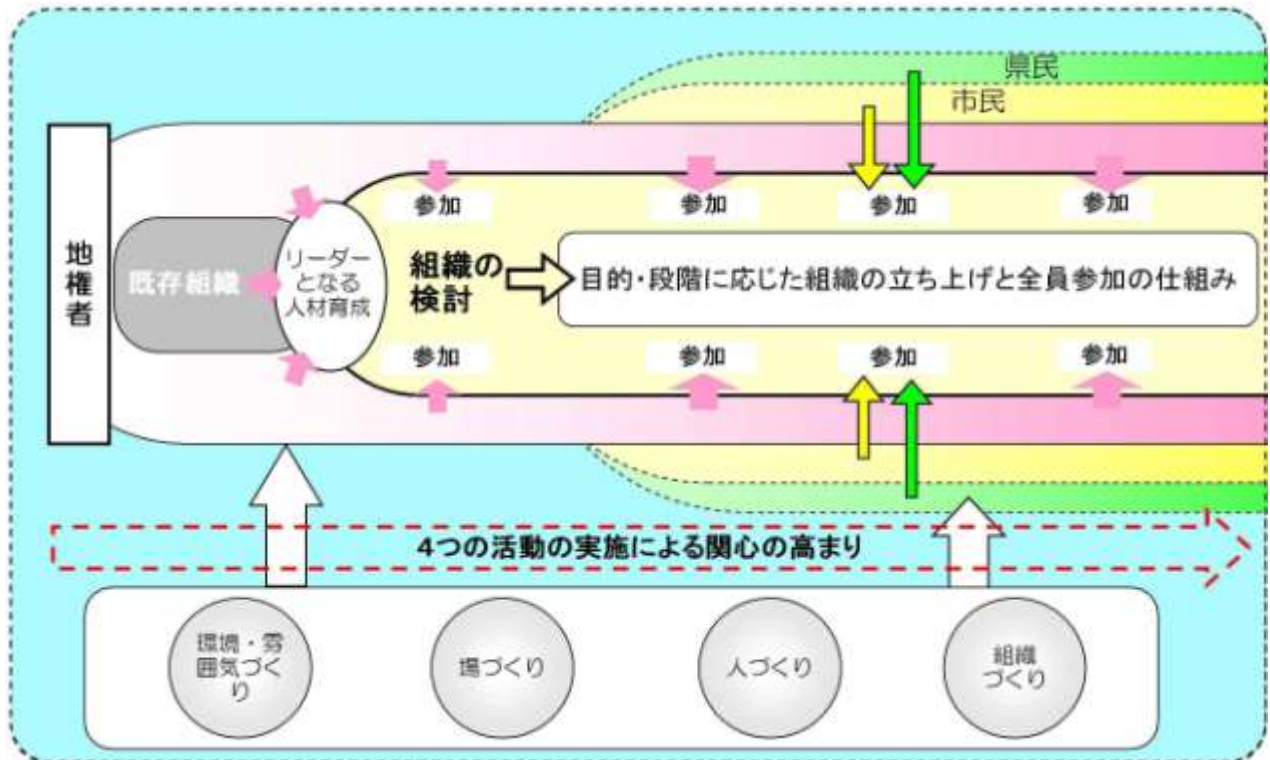 県民
市民
地権者
既存組織
リーダー
となる
人材育成
参加
参加
参加
参加
組織の
検討
目的・段階に応じた組織の立ち上げと全員参加の仕組み
参加
参加
参加
参加
4つの活動の実施による関心の高まり
環境・雰
囲気づく
り
場づくり
人づくり
組織
づくり